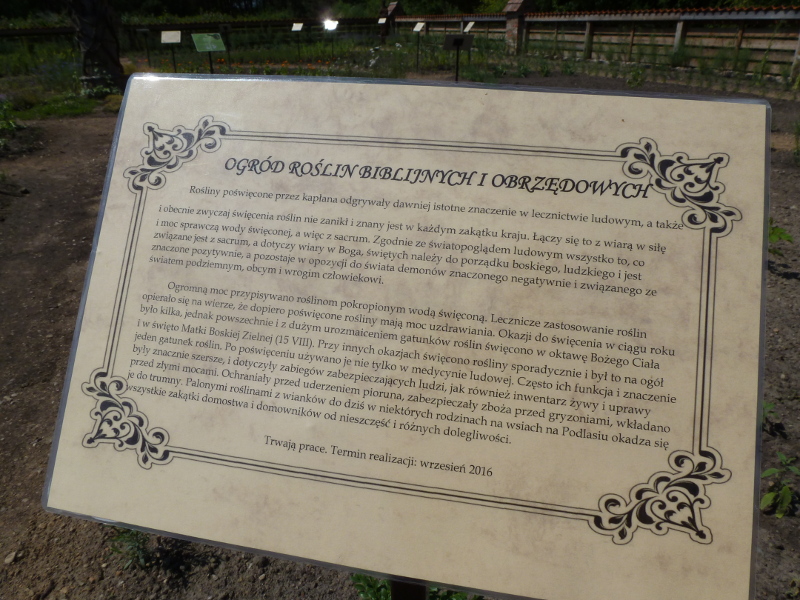 OGRÓD ROŚLIN BIBLIJNYCH I OBRZĘDOWYCH
Rośliny poświęcone przez kapłana odgrywały dawniej istotne znaczenie w lecznictwie ludowym, a także
i obecnie zwyczaj święcenia roślin nie zanikł i znany jest w każdym zakątku kraju. Łączy się to z wiarą w siłę
i moc sprawczą wody święconej, a więc z sacrum. Zgodnie ze światopoglądem ludowym wszystko to, co
związane jest z sacrum, a dotyczy wiary w Boga, świętych należy do porządku boskiego, ludzkiego i jest
znaczone pozytywnie, a pozostaje w opozycji do świata demonów znaczonego negatywnie i związanego ze
światem podziemnym, obcym i wrogim człowiekowi.
Ogromną moc przypisywano roślinom pokropionym wodą święconą. Lecznicze zastosowanie roślin
opierało się na wierze, że dopiero poświęcone rośliny mają moc uzdrawiania. Okazji do święcenia w ciągu roku
było kilka, jednak powszechnie i z dużym urozmaiceniem gatunków roślin święcono w oktawę Bożego Ciała
i w święto Matki Boskiej Zielnej (15 VIII). Przy innych okazjach święcono rośliny sporadycznie i był to na ogół
jeden gatunek roślin. Po poświęceniu używano je nie tylko w medycynie ludowej. Często ich funkcja i znaczenie
były znacznie szersze, i dotyczyły zabiegów zabezpieczających ludzi, jak również inwentarz żywy i uprawy
przed złymi mocami. Ochraniały przed uderzeniem pioruna, zabezpieczały zboża przed gryzoniami, wkładano
je do trumny. Palonymi roślinami z wianków do dziś w niektórych rodzinach na wsiach na Podlasiu okadza się
wszystkie zakątki domostwa i domowników od nieszczęść i różnych dolegliwości.
Trwają prace. Termin realizacji: wrzesień 2016